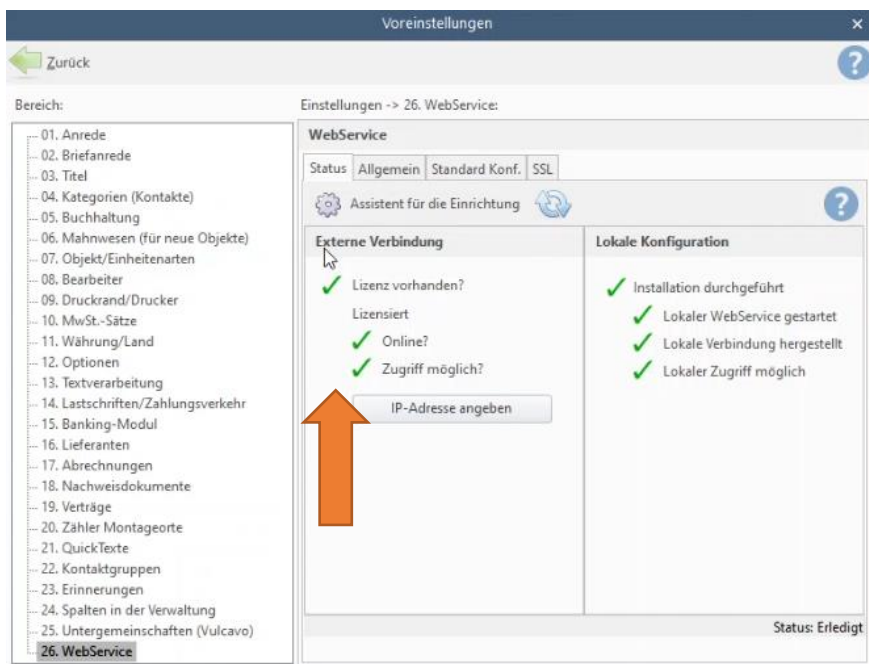 Voreinstellungen
Zurück
Bereich:
Einstellungen -> 26. WebService:
01. Anrede
02. Briefanrede
03. Titel
04. Kategorien (Kontakte)
05. Buchhaltung
06. Mahnwesen (für neue Objekte)
07. Objekt/Einheitenarten
08. Bearbeiter
09. Druckrand/Drucker
10. MwSt.-Sätze
11. Währung/Land
12. Optionen
13. Textverarbeitung
14. Lastschriften/Zahlungsverkehr
15. Banking-Modul
16. Lieferanten
17. Abrechnungen
18. Nachweisdokumente
19. Verträge
20. Zähler Montageorte
21. QuickTexte
22. Kontaktgruppen
23. Erinnerungen
24. Spalten in der Verwaltung
25. Untergemeinschaften (Vulcavo)
26. WebService
WebService
Status Allgemein Standard Konf. SSL
Assistent für die Einrichtung
Externe Verbindung
Lizenz vorhanden?
Lizensiert
Online?
Zugriff möglich?
IP-Adresse angeben
Lokale Konfiguration
Installation durchgeführt
Lokaler WebService gestartet
Lokale Verbindung hergestellt
Lokaler Zugriff möglich
Status: Erledigt